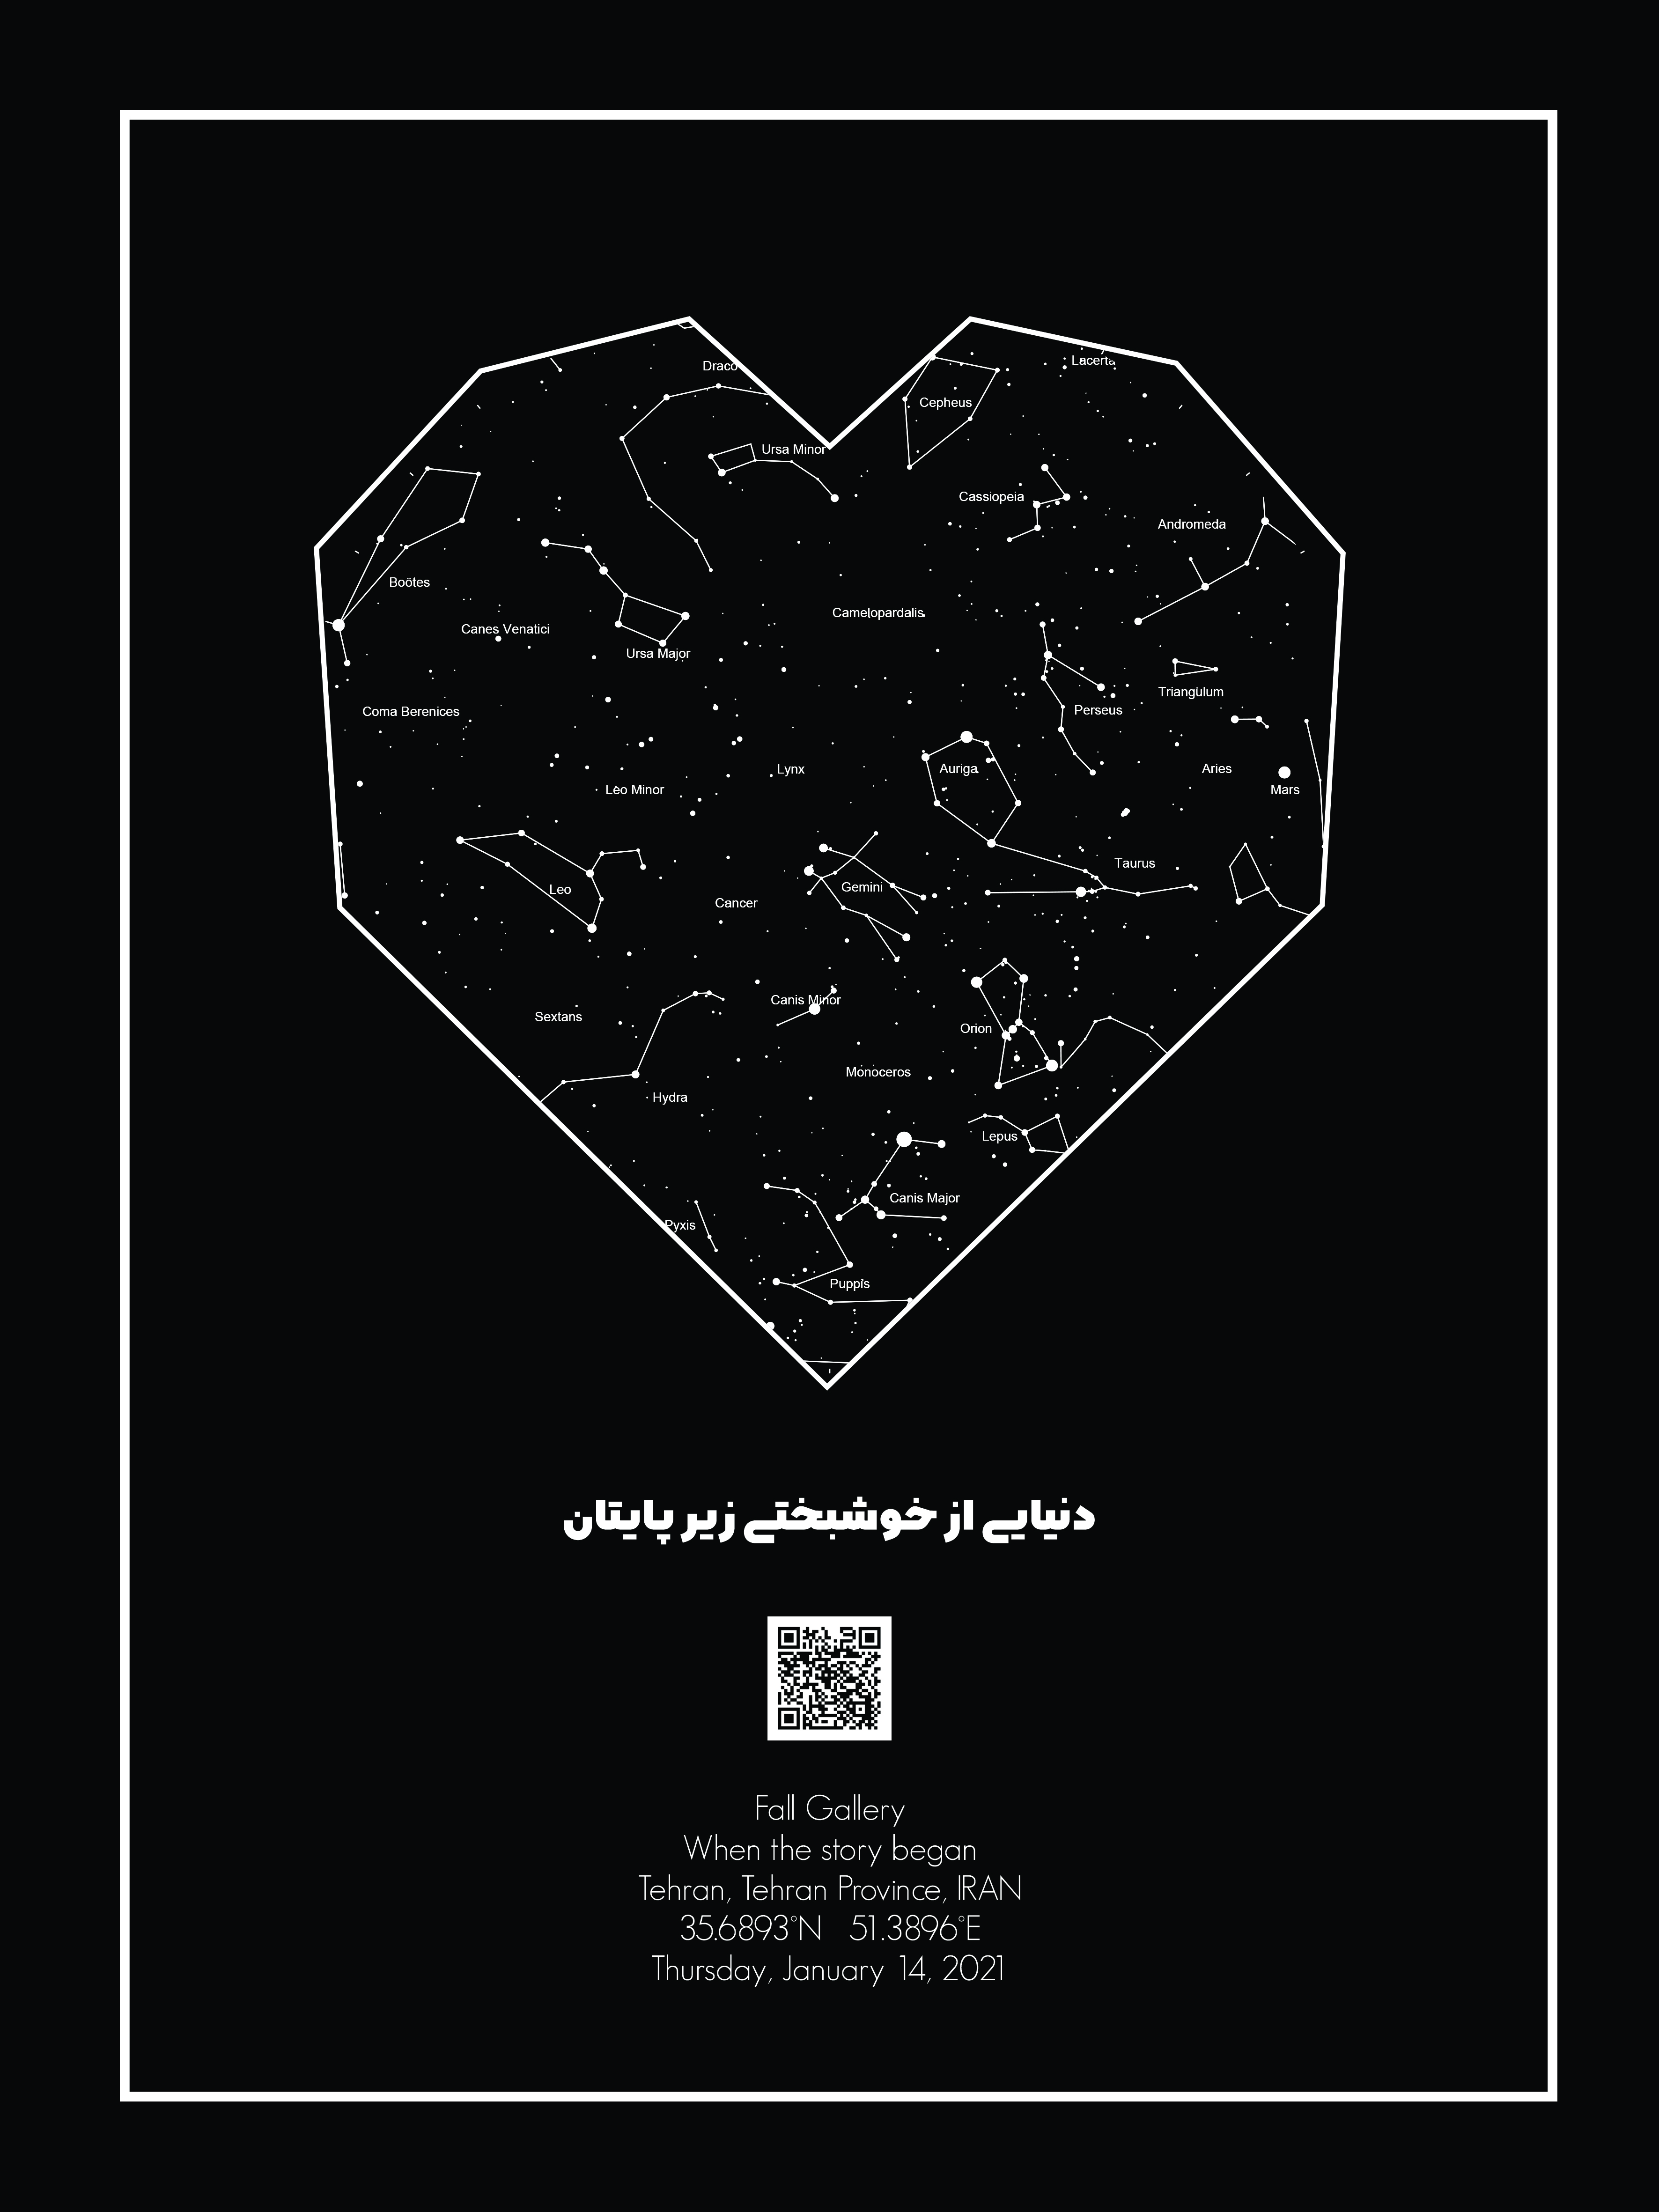 Draco
Lacerta
Cepheus
Ursa Minor
Cassiopeia
Andromeda
Boötes
Camelopardalis
Canes Venatici
Ursa Major
Triangulum
Coma Berenices
Perseus
Lynx
Auriga
Aries
Leo Minor
Mars
Taurus
Leo
Gemini
Cancer
Canis Minor
Sextans
Orion
Monoceros
Hydra
Lepus
Canis Major
Pyxis
Puppis
دنیایی از خوشبختی زیر پایتان
Fall Gallery
When the story began
Tehran, Tehran Province, IRAN
35.6893°N 51.3896°E
Thursday, January 14, 2021